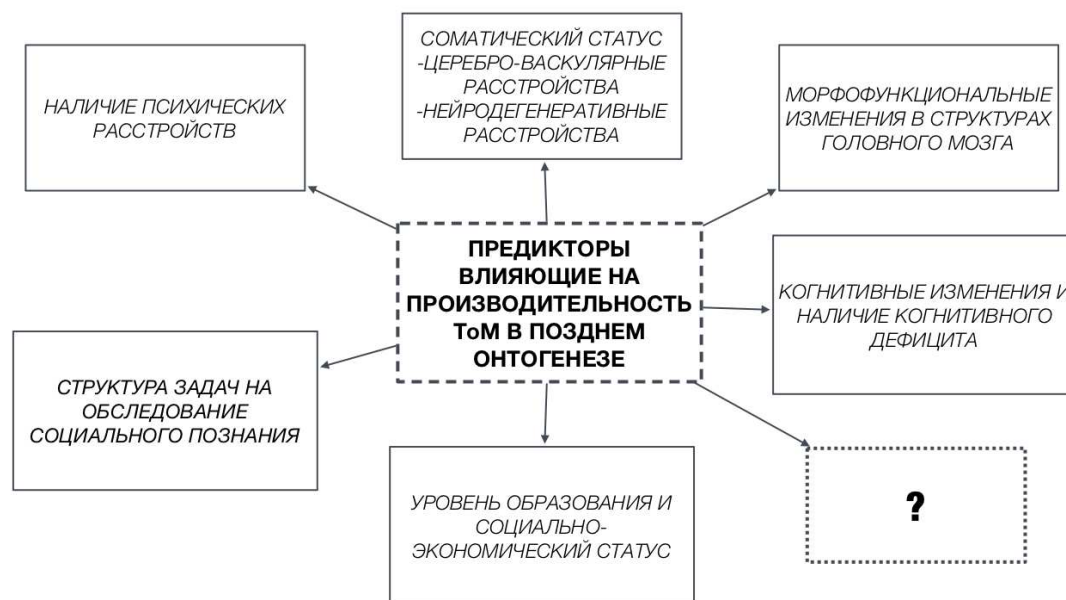 НАЛИЧИЕ ПСИХИЧЕСКИХ
РАССТРОЙСТВ
СОМАТИЧЕСКИЙ СТАТУС
-ЦЕРЕБРО-ВАСКУЛЯРНЫЕ
РАССТРОЙСТВА
-НЕЙРОДЕГЕНЕРАТИВНЫЕ
РАССТРОЙСТВА
МОРФОФУНКЦИОНАЛЬНЫЕ
ИЗМЕНЕНИЯ В СТРУКТУРАХ
ГОЛОВНОГО МОЗГА
ПРЕДИКТОРЫ
ВЛИЯЮЩИЕ НА
ПРОИЗВОДИТЕЛЬНОСТЬ
ToM В ПОЗДНЕМ
ОНТОГЕНЕЗЕ
КОГНИТИВНЫЕ ИЗМЕНЕНИЯ И
НАЛИЧИЕ КОГНИТИВНОГО
ДЕФИЦИТА
СТРУКТУРА ЗАДАЧ НА
ОБСЛЕДОВАНИЕ
СОЦИАЛЬНОГО ПОЗНАНИЯ
УРОВЕНЬ ОБРАЗОВАНИЯ И
СОЦИАЛЬНО-
ЭКОНОМИЧЕСКИЙ СТАТУС
?